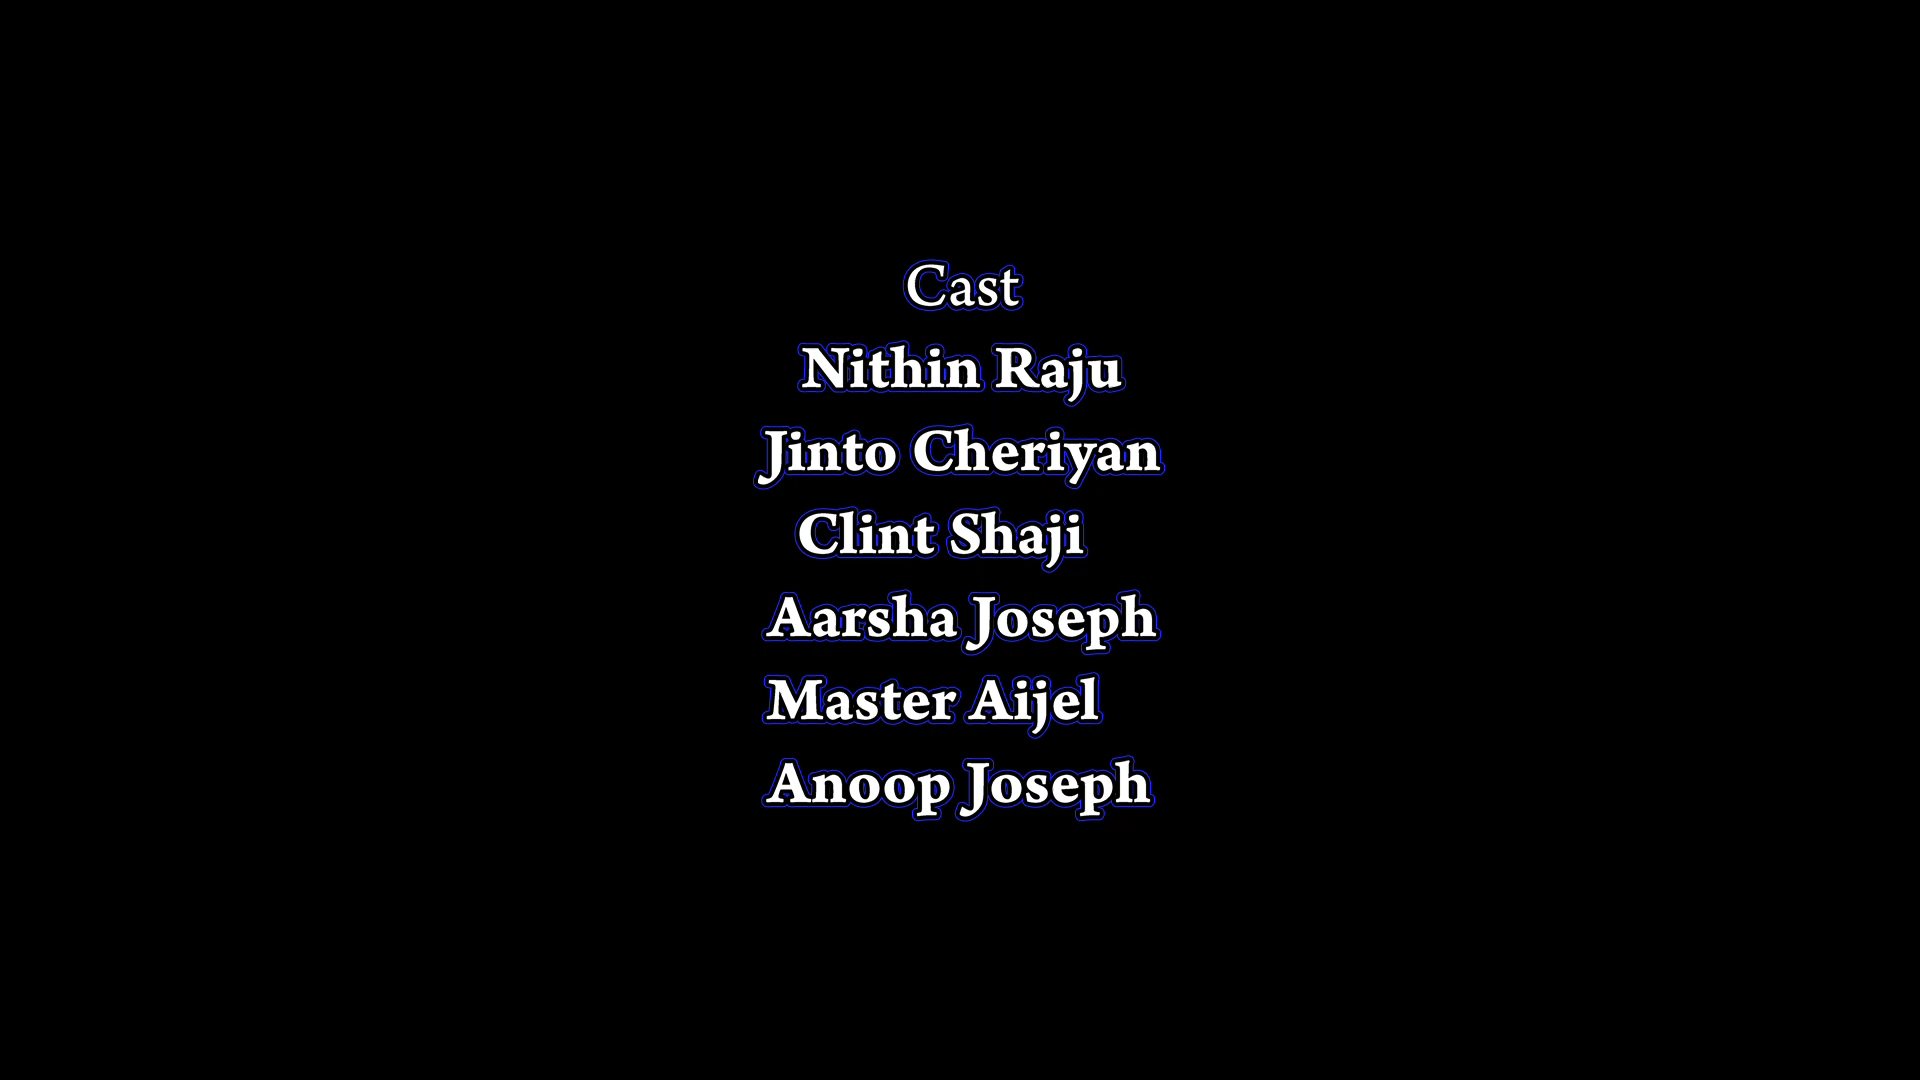 Cast
Nithin Raju
Jinto Cheriyan
Clint Shaji
Aarsha Joseph
Master Aijel
Anoop Joseph